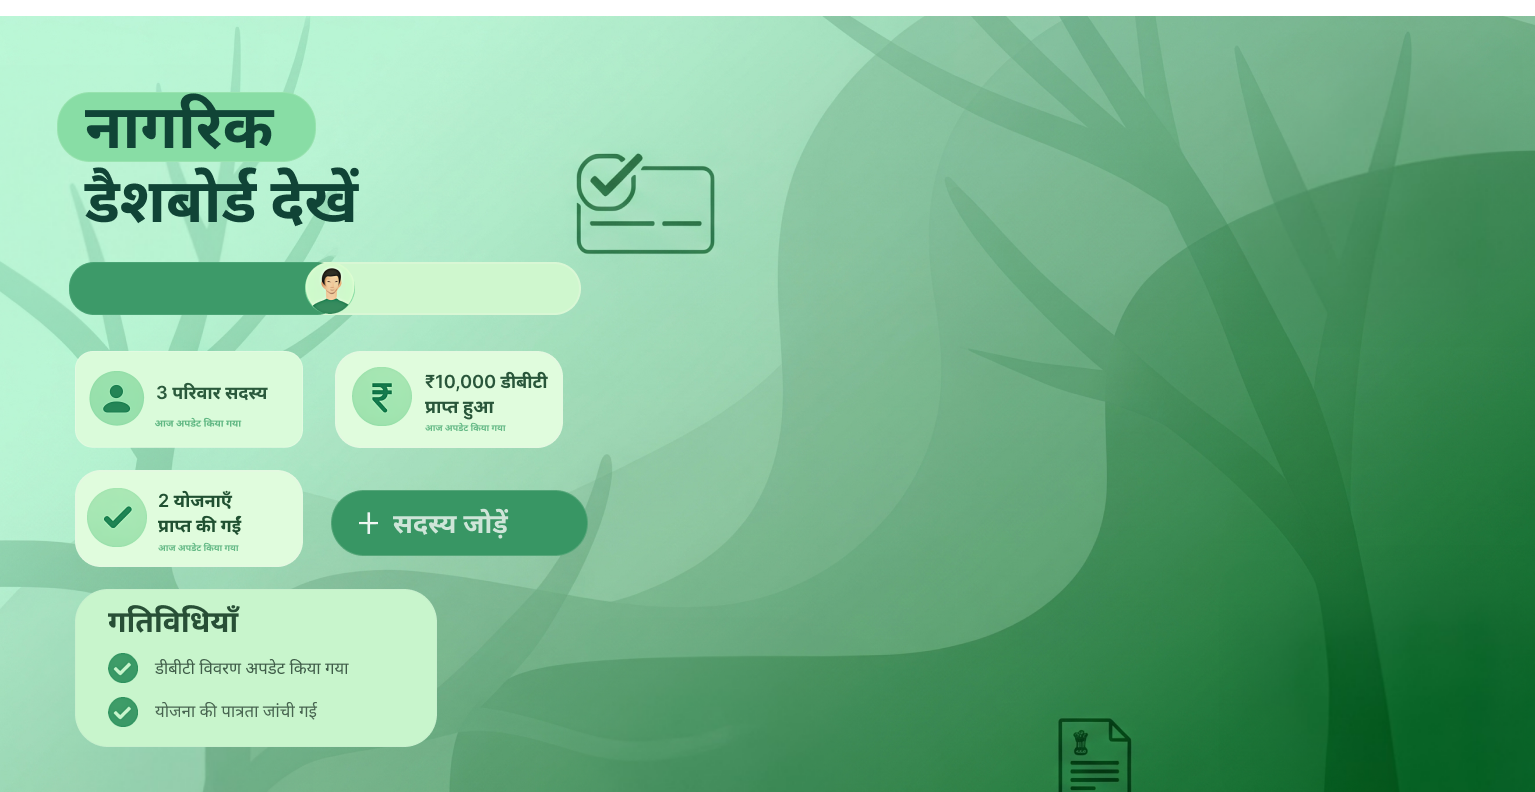 नागरिक
डैशबोर्ड देखें
3 परिवार सदस्य
आज अपडेट किया गया
₹10,000 डीबीटी
प्राप्त हुआ
आज अपडेट किया गया
2 योजनाएँ
प्राप्त की गईं
आज अपडेट किया गया
+ सदस्य जोड़ें
गतिविधियाँ
डीबीटी विवरण अपडेट किया गया
योजना की पात्रता जांची गई